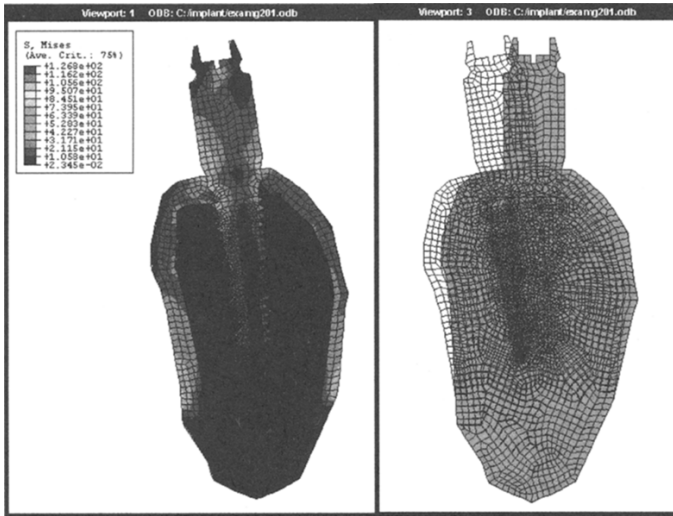 Viewport: 1 ODB: C:/implant/examg201.odb
Viewport: 3 ODB: C:/implant/examg201.odb
S, Mises
(Ave. Crit.: 75%)
+1.268e+02
+1.162e+02
+1.056e+02
+9.507e+01
+8.451e+01
+7.395e+01
+6.339e+01
+5.283e+01
+4.227e+01
+3.171e+01
+2.115e+01
+1.058e+01
+2.345e-02